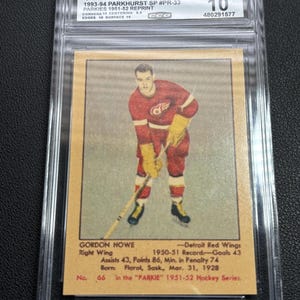 1993-94 PARKHURST SP #PR-33
PARKIES 1951-52 REPRINT
10
480291577
GORDON HOWE —Detroit Red Wings
Right Wing 1950-51 Record—Goals 43
Assists 43, Points 86, Min. in Penalty 74
Born: Floral, Sask., Mar. 31, 1928
No. 66 in the "PARKIE" 1951-52 Hockey Series